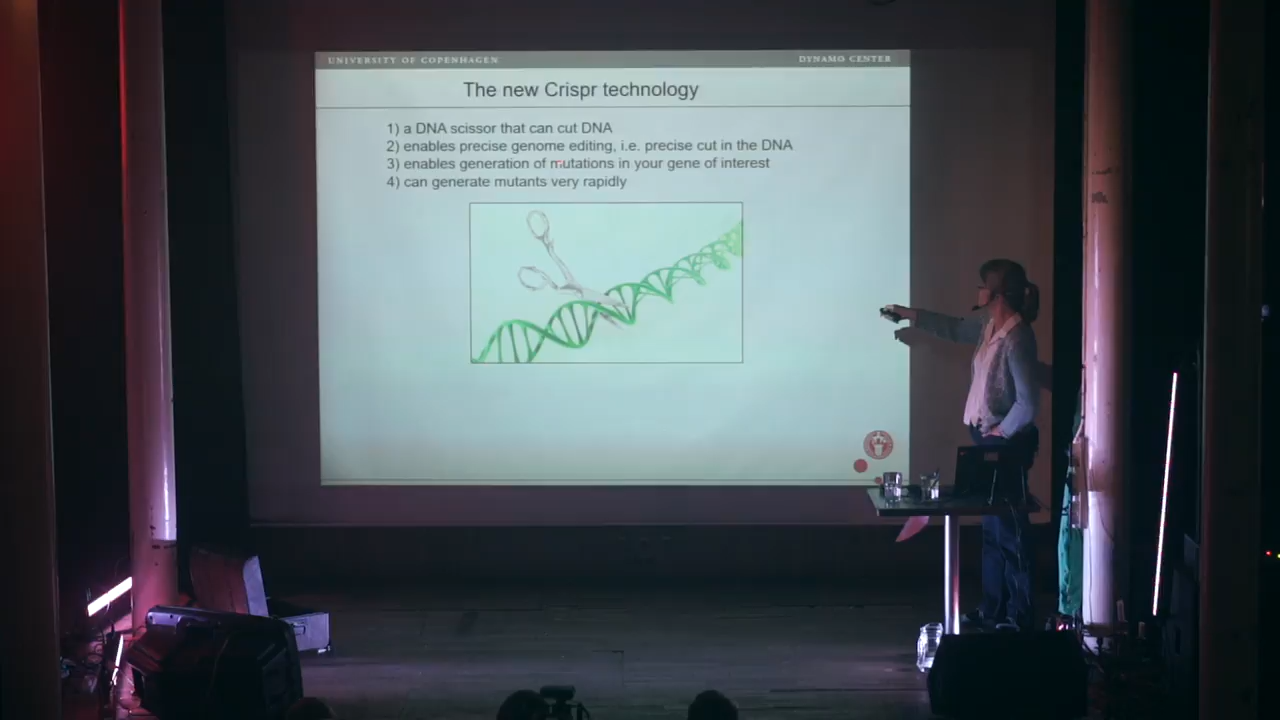 UNIVERSITY OF COPENHAGEN
DYNAMO CENTER
The new Crispr technology
1) a DNA scissor that can cut DNA
2) enables precise genome editing, i.e. precise cut in the DNA
3) enables generation of mutations in your gene of interest
4) can generate mutants very rapidly